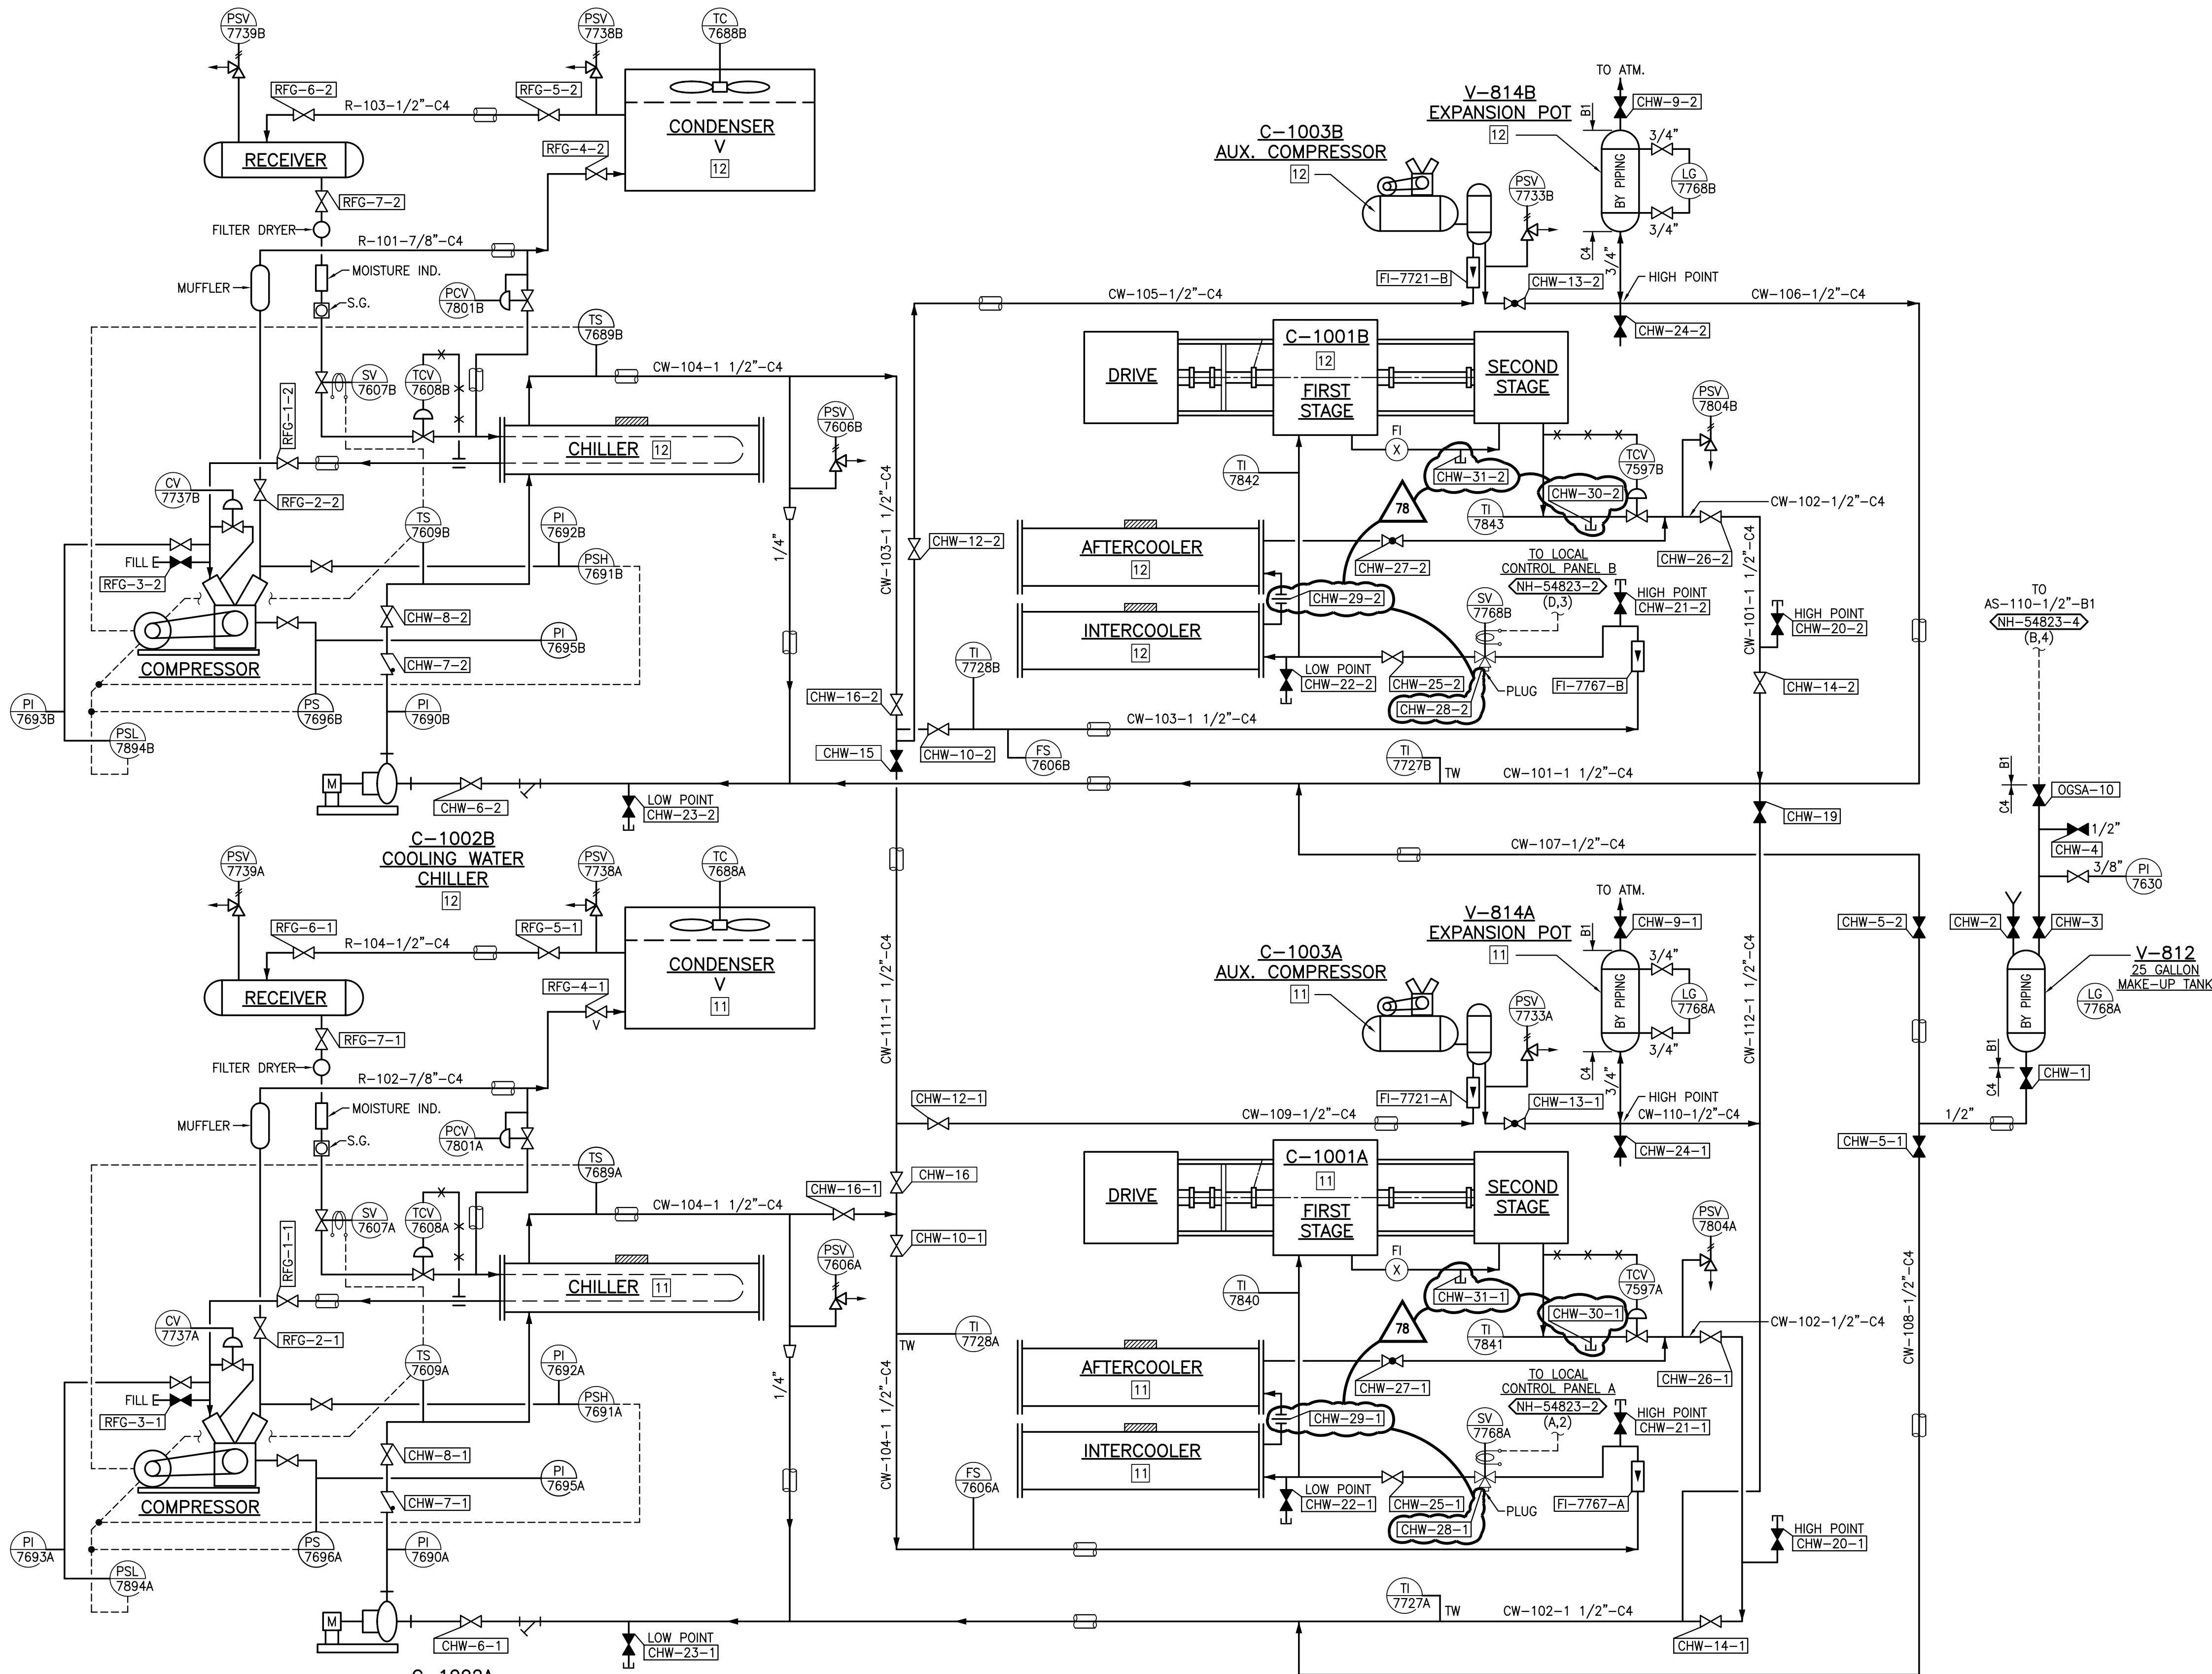 PSV
7739B
PSV
7738B
TC
7688B
RFG-6-2
R-103-1/2"-C4
RFG-5-2
CONDENSER
V
12
RECEIVER
RFG-4-2
RFG-7-2
FILTER DRYER
R-101-7/8"-C4
MOISTURE IND.
MUFFLER
S.G.
PCV
7801B
TS
7689B
SV
7607B
TCV
7608B
CW-104-1 1/2"-C4
RFG-1-2
CHILLER
12
PSV
7606B
CV
7737B
RFG-2-2
TS
7609B
PI
7692B
FILL
RFG-3-2
PSH
7691B
1/4"
CHW-8-2
PI
7695B
COMPRESSOR
CHW-7-2
PI
7693B
PS
7696B
PI
7690B
PSL
7894B
M
CHW-6-2
LOW POINT
CHW-23-2
C-1002B
COOLING WATER
CHILLER
12
TO ATM.
V-814B
EXPANSION POT
12
B1
CHW-9-2
3/4"
BY PIPING
LG
7768B
3/4"
C4
3/4"
C-1003B
AUX. COMPRESSOR
12
PSV
7733B
FI-7721-B
CHW-13-2
HIGH POINT
CW-105-1/2"-C4
CW-106-1/2"-C4
CHW-24-2
DRIVE
C-1001B
12
FIRST
STAGE
SECOND
STAGE
PSV
7804B
FI
X
TI
7842
CHW-31-2
CHW-30-2
TCV
7597B
78
TI
7843
CW-102-1/2"-C4
CW-103-1 1/2"-C4
CHW-12-2
AFTERCOOLER
12
CHW-27-2
TO LOCAL
CONTROL PANEL B
NH-54823-2
(D,3)
CHW-26-2
CW-101-1 1/2"-C4
CHW-29-2
SV
7768B
HIGH POINT
CHW-21-2
HIGH POINT
CHW-20-2
INTERCOOLER
12
TI
7728B
LOW POINT
CHW-22-2
CHW-25-2
PLUG
FI-7767-B
CHW-14-2
CHW-28-2
CHW-16-2
CW-103-1 1/2"-C4
CHW-15
CHW-10-2
FS
7606B
TI
7727B
TW
CW-101-1 1/2"-C4
CHW-19
CW-107-1/2"-C4
TO
AS-110-1/2"-B1
NH-54823-4
(B,4)
B1
C4
OGSA-10
1/2"
CHW-4
3/8"
PI
7630
CHW-5-2
CHW-2
CHW-3
V-812
25 GALLON
MAKE-UP TANK
BY PIPING
LG
7768A
B1
C4
CHW-1
1/2"
CHW-5-1
CW-108-1/2"-C4
PSV
7739A
PSV
7738A
TC
7688A
RFG-6-1
R-104-1/2"-C4
RFG-5-1
CONDENSER
V
11
RECEIVER
RFG-4-1
V
RFG-7-1
FILTER DRYER
R-102-7/8"-C4
MOISTURE IND.
MUFFLER
S.G.
PCV
7801A
TS
7689A
SV
7607A
TCV
7608A
CW-104-1 1/2"-C4
CHW-16-1
RFG-1-1
CHILLER
11
PSV
7606A
CV
7737A
RFG-2-1
TS
7609A
PI
7692A
FILL
RFG-3-1
PSH
7691A
1/4"
CHW-8-1
PI
7695A
COMPRESSOR
CHW-7-1
PI
7693A
PS
7696A
PI
7690A
PSL
7894A
M
CHW-6-1
LOW POINT
CHW-23-1
CW-111-1 1/2"-C4
TO ATM.
V-814A
EXPANSION POT
11
B1
CHW-9-1
3/4"
BY PIPING
LG
7768A
3/4"
C4
3/4"
CW-112-1 1/2"-C4
C-1003A
AUX. COMPRESSOR
11
PSV
7733A
FI-7721-A
CHW-12-1
CHW-13-1
HIGH POINT
CW-109-1/2"-C4
CW-110-1/2"-C4
CHW-24-1
CHW-16
CHW-10-1
DRIVE
C-1001A
11
FIRST
STAGE
SECOND
STAGE
PSV
7804A
FI
X
TI
7840
CHW-31-1
CHW-30-1
TCV
7597A
78
TI
7841
CW-102-1/2"-C4
TI
7728A
TW
CW-104-1 1/2"-C4
AFTERCOOLER
11
CHW-27-1
TO LOCAL
CONTROL PANEL A
NH-54823-2
(A,2)
CHW-26-1
CHW-29-1
SV
7768A
HIGH POINT
CHW-21-1
INTERCOOLER
11
FS
7606A
LOW POINT
CHW-22-1
CHW-25-1
PLUG
FI-7767-A
CHW-28-1
HIGH POINT
CHW-20-1
TI
7727A
TW
CW-102-1 1/2"-C4
CHW-14-1